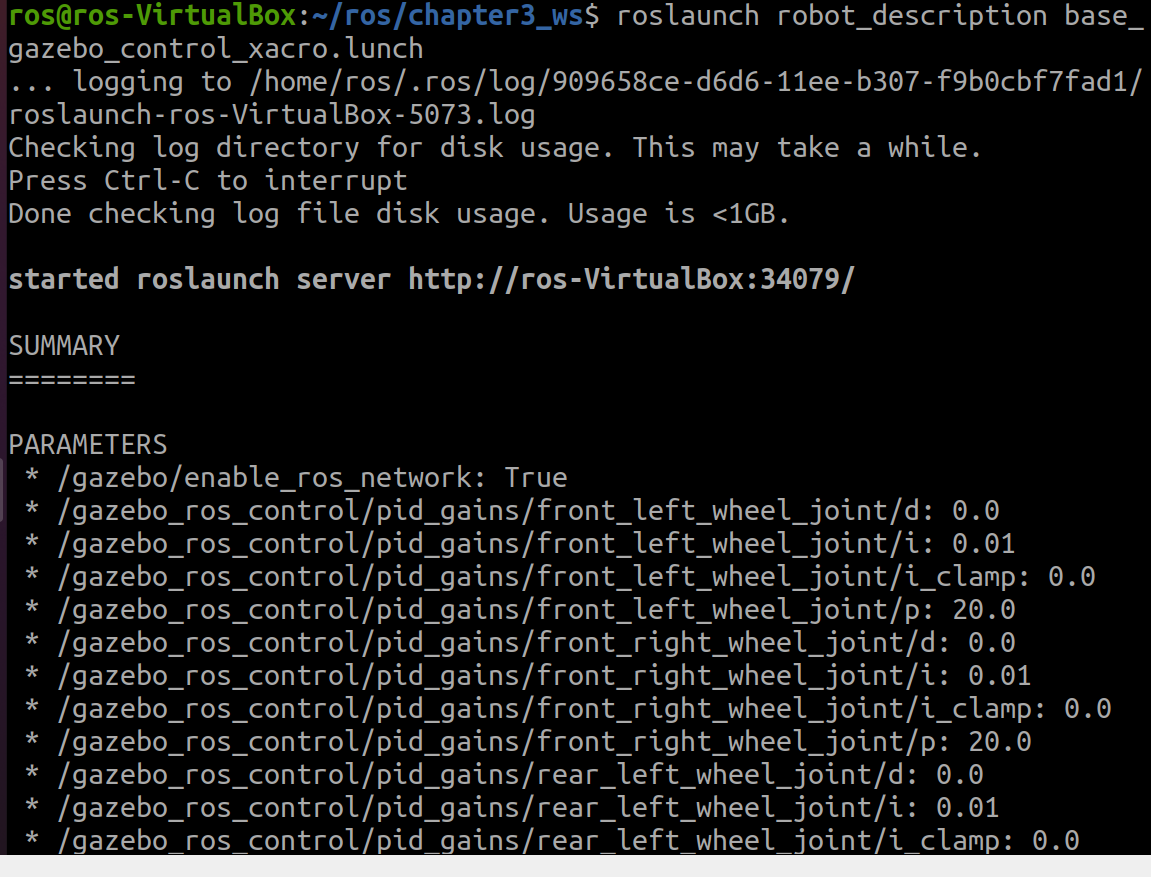 ros@ros-VirtualBox:~/ros/chapter3_ws$ roslaunch robot_description base_
gazebo_control_xacro.lunch
... logging to /home/ros/.ros/log/909658ce-d6d6-11ee-b307-f9b0cbf7fad1/
roslaunch-ros-VirtualBox-5073.log
Checking log directory for disk usage. This may take a while.
Press Ctrl-C to interrupt
Done checking log file disk usage. Usage is <1GB.

started roslaunch server http://ros-VirtualBox:34079/

SUMMARY
========

PARAMETERS
 * /gazebo/enable_ros_network: True
 * /gazebo_ros_control/pid_gains/front_left_wheel_joint/d: 0.0
 * /gazebo_ros_control/pid_gains/front_left_wheel_joint/i: 0.01
 * /gazebo_ros_control/pid_gains/front_left_wheel_joint/i_clamp: 0.0
 * /gazebo_ros_control/pid_gains/front_left_wheel_joint/p: 20.0
 * /gazebo_ros_control/pid_gains/front_right_wheel_joint/d: 0.0
 * /gazebo_ros_control/pid_gains/front_right_wheel_joint/i: 0.01
 * /gazebo_ros_control/pid_gains/front_right_wheel_joint/i_clamp: 0.0
 * /gazebo_ros_control/pid_gains/front_right_wheel_joint/p: 20.0
 * /gazebo_ros_control/pid_gains/rear_left_wheel_joint/d: 0.0
 * /gazebo_ros_control/pid_gains/rear_left_wheel_joint/i: 0.01
 * /gazebo_ros_control/pid_gains/rear_left_wheel_joint/i_clamp: 0.0